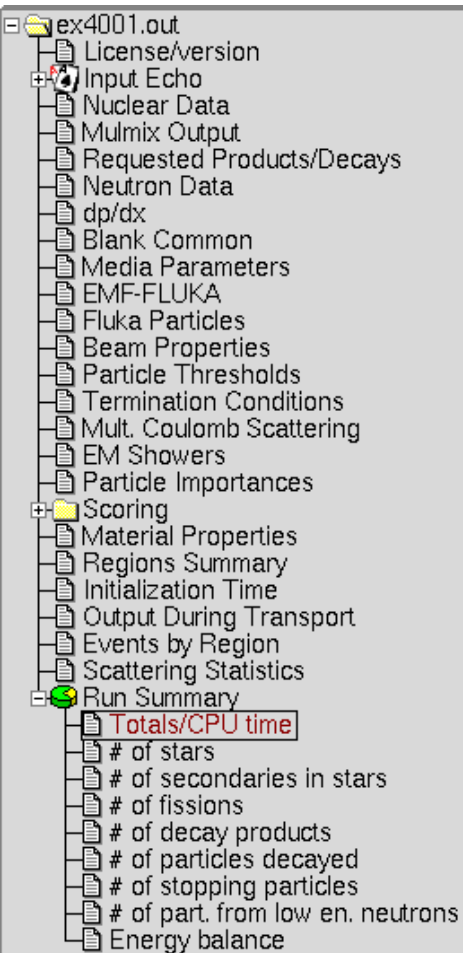 ex4001.out
License/version
Input Echo
Nuclear Data
Mulmix Output
Requested Products/Decays
Neutron Data
dp/dx
Blank Common
Media Parameters
EMF-FLUKA
Fluka Particles
Beam Properties
Particle Thresholds
Termination Conditions
Mult. Coulomb Scattering
EM Showers
Particle Importances
Scoring
Material Properties
Regions Summary
Initialization Time
Output During Transport
Events by Region
Scattering Statistics
Run Summary
Totals/CPU time
# of stars
# of secondaries in stars
# of fissions
# of decay products
# of particles decayed
# of stopping particles
# of part. from low en. neutrons
Energy balance